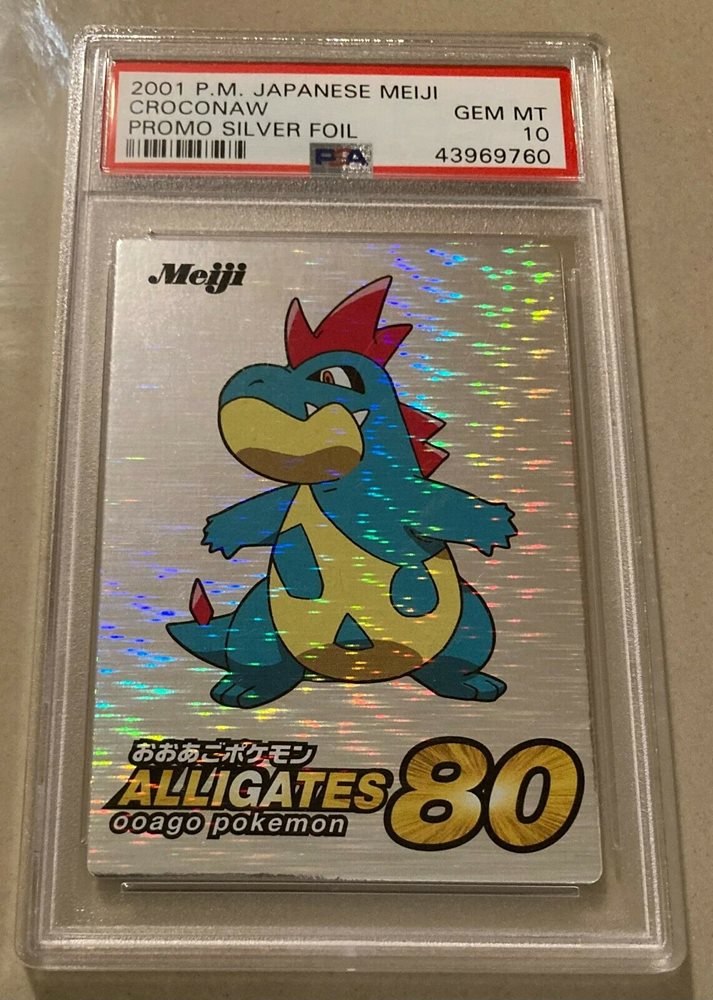 2001 P.M. JAPANESE MEIJI
CROCONAW
GEM MT
PROMO SILVER FOIL
10
PSA
43969760
Meiji
おおあごポケモン
ALLIGATES
80
ooago pokemon